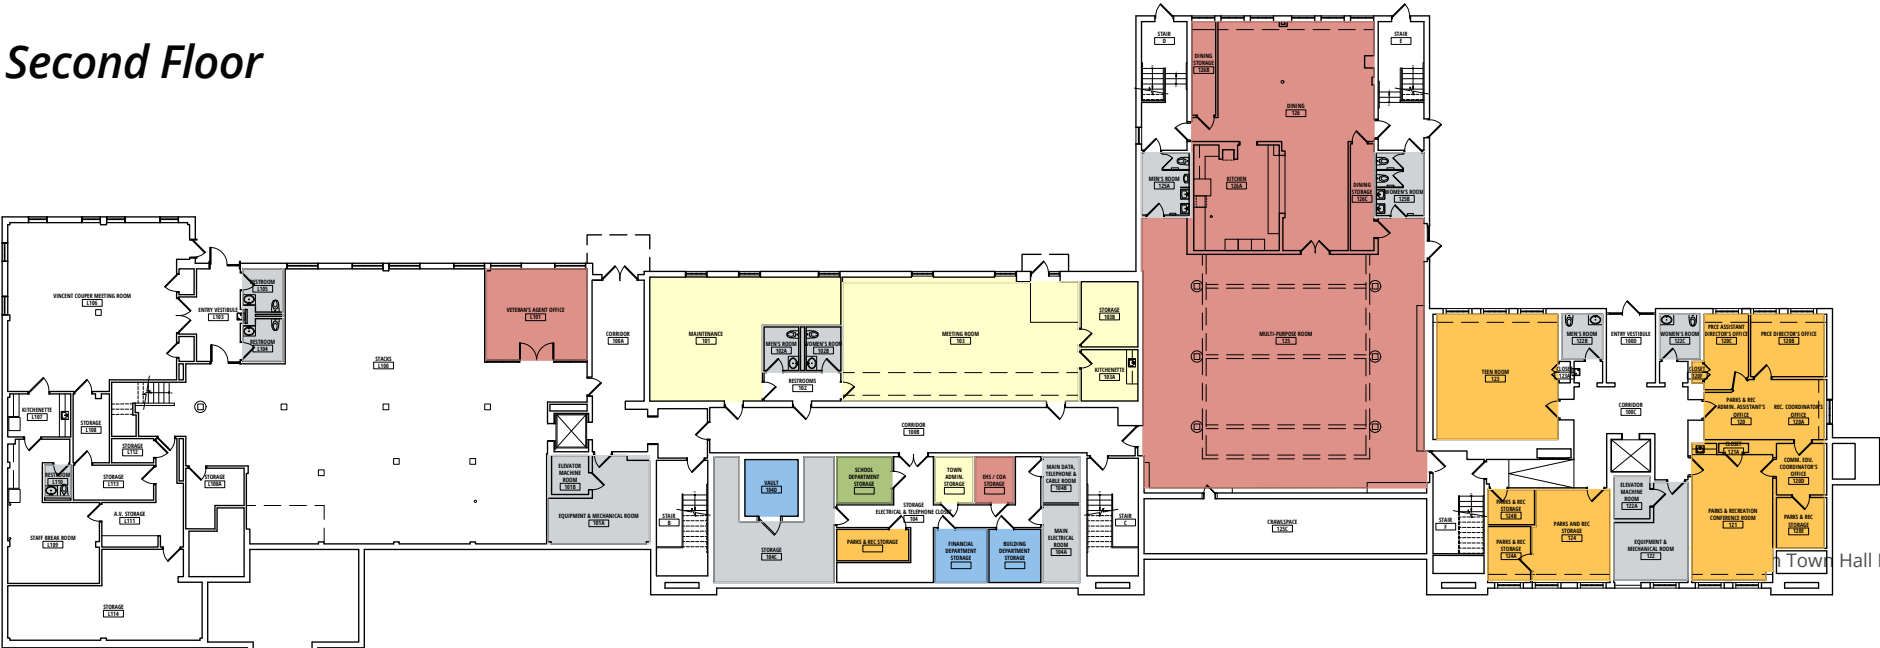 Second Floor
STAIR
D
DINING
STORAGE
126B
DINING
126
STAIR
E
MEN'S ROOM
125A
KITCHEN
126A
DINING
STORAGE
126C
WOMEN'S ROOM
125B
VINCENT COUPER MEETING ROOM
L106
ENTRY VESTIBULE
L103
RESTROOM
L105
RESTROOM
L104
STACKS
L100
VETERAN'S AGENT OFFICE
L101
CORRIDOR
100A
MAINTENANCE
101
MEN'S ROOM
102A
WOMEN'S ROOM
102B
RESTROOMS
102
MEETING ROOM
103
STORAGE
103B
KITCHENETTE
103A
MULTI-PURPOSE ROOM
125
TEEN ROOM
123
CLOSET
123A
MEN'S ROOM
122B
ENTRY VESTIBULE
100D
WOMEN'S ROOM
122C
PRCE ASSISTANT
DIRECTOR'S OFFICE
120C
PRCE DIRECTOR'S OFFICE
120B
CLOSET
120F
CORRIDOR
100C
PARKS & REC
ADMIN. ASSISTANT'S
OFFICE
120
REC. COORDINATOR'S
OFFICE
120A
KITCHENETTE
L107
STORAGE
L108
STORAGE
L112
RESTROOM
L110
STORAGE
L113
STORAGE
L100A
A.V. STORAGE
L111
STAFF BREAK ROOM
L109
STORAGE
L114
ELEVATOR
MACHINE
ROOM
101B
EQUIPMENT & MECHANICAL ROOM
101A
CORRIDOR
100B
STAIR
B
VAULT
104D
STORAGE
104C
SCHOOL
DEPARTMENT
STORAGE
TOWN
ADMIN.
STORAGE
EHS / COA
STORAGE
MAIN DATA,
TELEPHONE &
CABLE ROOM
104B
STORAGE
ELECTRICAL & TELEPHONE CLOSET
104
PARKS & REC STORAGE
FINANCIAL
DEPARTMENT
STORAGE
BUILDING
DEPARTMENT
STORAGE
MAIN
ELECTRICAL
ROOM
104A
STAIR
C
CRAWLSPACE
125C
STAIR
F
PARKS & REC
STORAGE
124B
PARKS & REC
STORAGE
124A
PARKS AND REC
STORAGE
124
ELEVATOR
MACHINE
ROOM
122A
EQUIPMENT &
MECHANICAL ROOM
122
CLOSET
121A
PARKS & RECREATION
CONFERENCE ROOM
121
COMM. EDU.
COORDINATOR'S
OFFICE
120D
PARKS & REC
STORAGE
120E
Town Hall